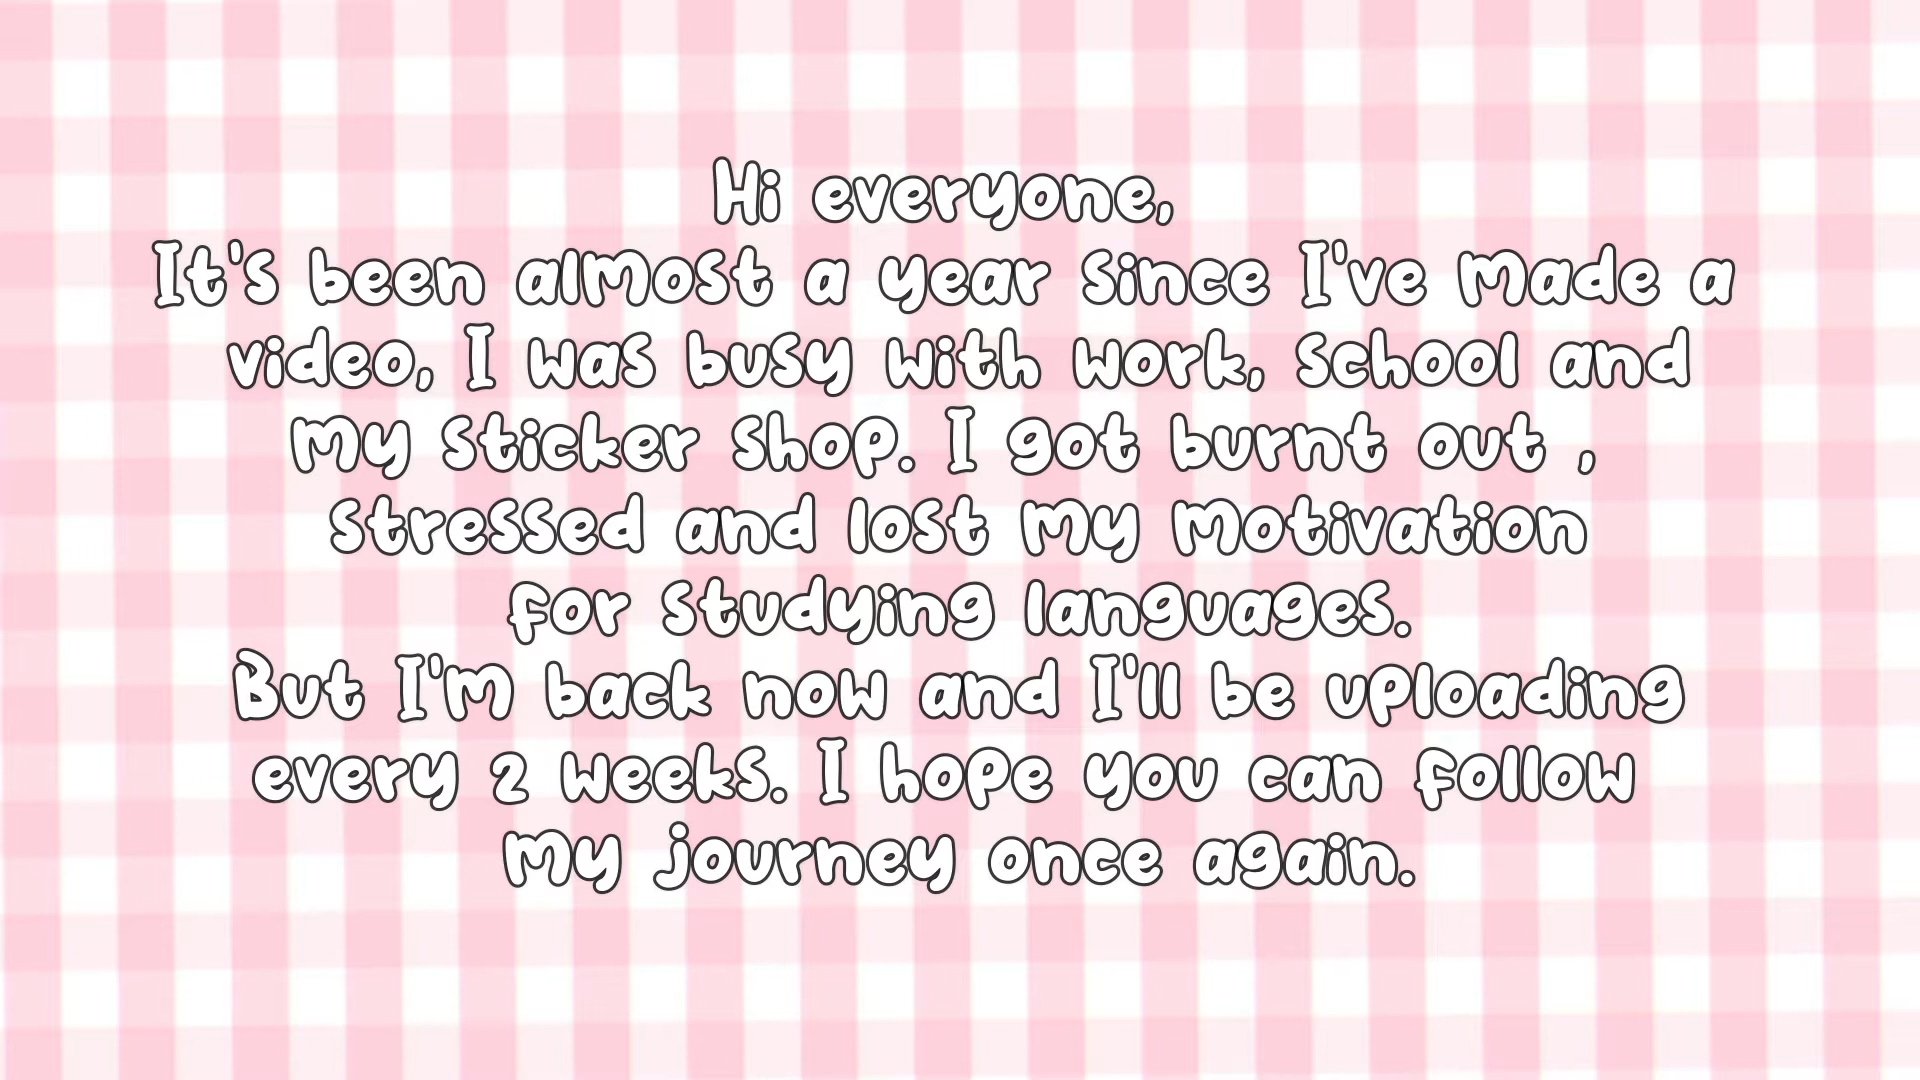 Hi everyone,
It's been almost a year since I've made a
video, I was busy with work, school and
my sticker shop. I got burnt out ,
stressed and lost my motivation
for studying languages.
But I'm back now and I'll be uploading
every 2 weeks. I hope you can follow
my journey once again.